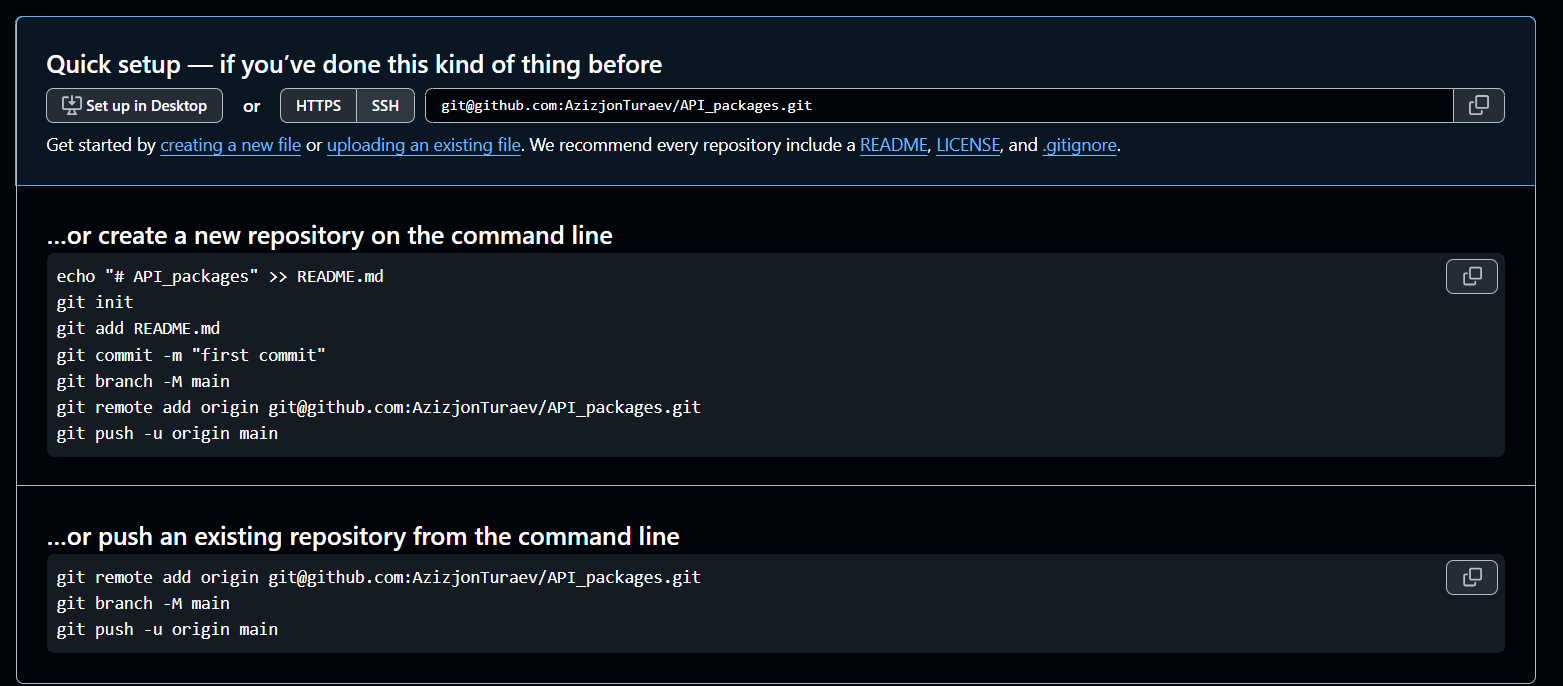 Quick setup — if you’ve done this kind of thing before
Set up in Desktop or HTTPS SSH git@github.com:AzizjonTuraev/API_packages.git
Get started by creating a new file or uploading an existing file. We recommend every repository include a README, LICENSE, and .gitignore.
…or create a new repository on the command line
echo "# API_packages" >> README.md
git init
git add README.md
git commit -m "first commit"
git branch -M main
git remote add origin git@github.com:AzizjonTuraev/API_packages.git
git push -u origin main
…or push an existing repository from the command line
git remote add origin git@github.com:AzizjonTuraev/API_packages.git
git branch -M main
git push -u origin main